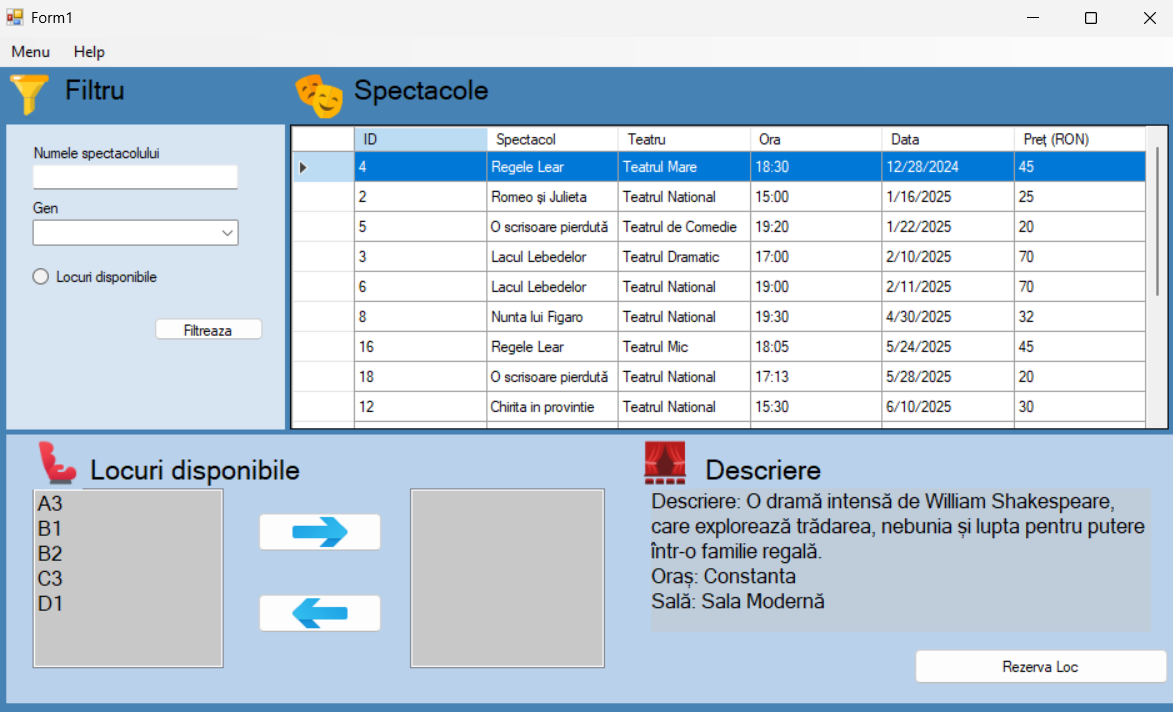 Form1
Menu Help
Filtru
Spectacole
Numele spectacolului
Gen
Locuri disponibile
Filtreaza
ID Spectacol Teatru Ora Data Preț (RON)
4 Regele Lear Teatrul Mare 18:30 12/28/2024 45
2 Romeo și Julieta Teatrul National 15:00 1/16/2025 25
5 O scrisoare pierdută Teatrul de Comedie 19:20 1/22/2025 20
3 Lacul Lebedelor Teatrul Dramatic 17:00 2/10/2025 70
6 Lacul Lebedelor Teatrul National 19:00 2/11/2025 70
8 Nunta lui Figaro Teatrul National 19:30 4/30/2025 32
16 Regele Lear Teatrul Mic 18:05 5/24/2025 45
18 O scrisoare pierdută Teatrul National 17:13 5/28/2025 20
12 Chirita in provintie Teatrul National 15:30 6/10/2025 30
Locuri disponibile
A3
B1
B2
C3
D1
Descriere
Descriere: O dramă intensă de William Shakespeare,
care explorează trădarea, nebunia și lupta pentru putere
într-o familie regală.
Oraș: Constanta
Sală: Sala Modernă
Rezerva Loc